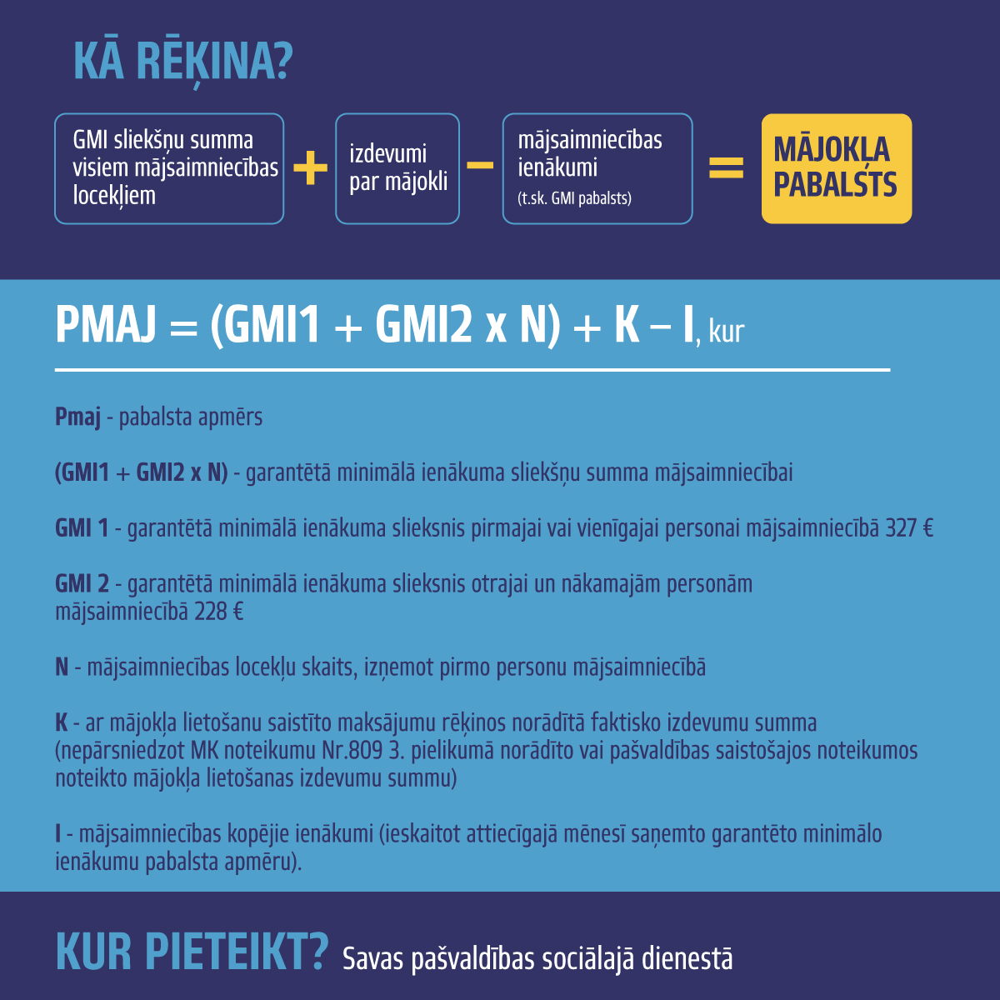 KĀ RĒĶINA?
GMI sliekšņu summa
visiem mājsaimniecības
locekļiem
+
izdevumi
par mājokli
–
mājsaimniecības
ienākumi
(t.sk. GMI pabalsts)
=
MĀJOKĻA
PABALSTS
PMAJ = (GMI1 + GMI2 x N) + K – I, kur
Pmaj - pabalsta apmērs
(GMI1 + GMI2 x N) - garantētā minimālā ienākuma sliekšņu summa mājsaimniecībai
GMI 1 - garantētā minimālā ienākuma slieksnis pirmajai vai vienīgajai personai mājsaimniecībā 327 €
GMI 2 - garantētā minimālā ienākuma slieksnis otrajai un nākamajām personām
mājsaimniecībā 228 €
N - mājsaimniecības locekļu skaits, izņemot pirmo personu mājsaimniecībā
K - ar mājokļa lietošanu saistīto maksājumu rēķinos norādītā faktisko izdevumu summa
(nepārsniedzot MK noteikumu Nr.809 3. pielikumā norādīto vai pašvaldības saistošajos noteikumos
noteikto mājokļa lietošanas izdevumu summu)
I - mājsaimniecības kopējie ienākumi (ieskaitot attiecīgajā mēnesī saņemto garantēto minimālo
ienākumu pabalsta apmēru).
KUR PIETEIKT? Savas pašvaldības sociālajā dienestā